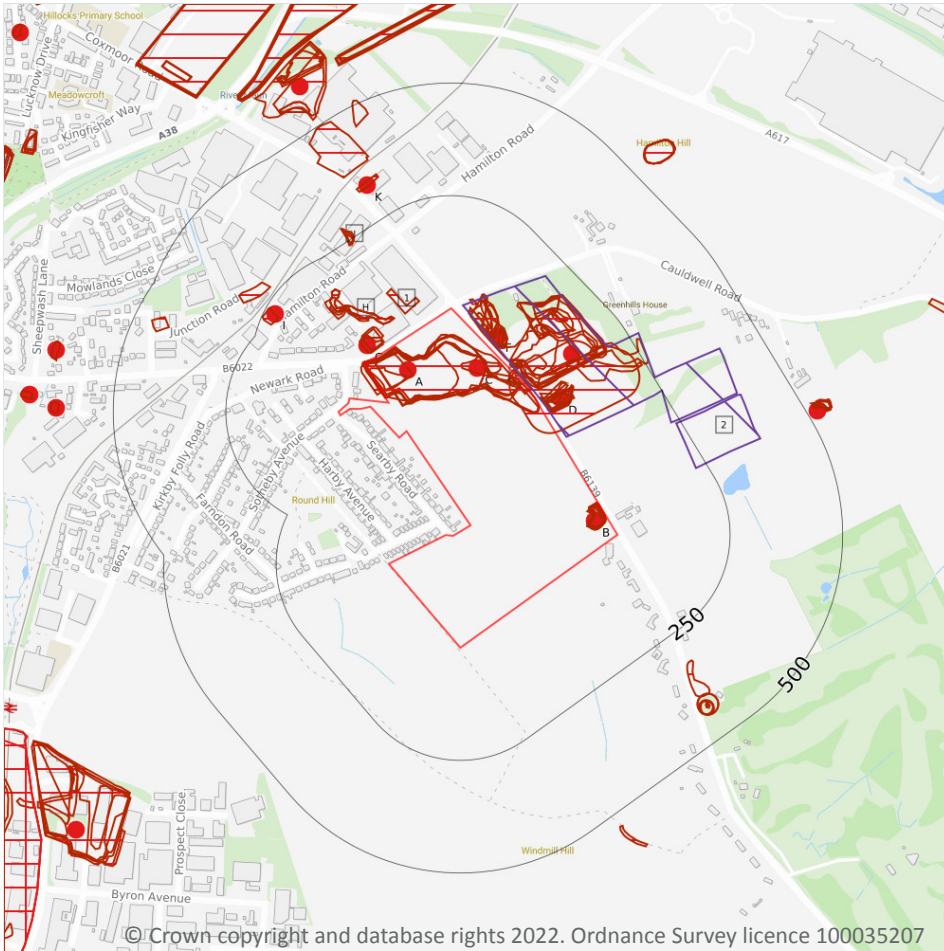 Hillocks Primary School
Coxmoor Road
Lucknow Drive
Meadowcroft
Kingfisher Way
A38
Hamilton Road
Hamilton Hill
A617
K
Sheepwash Lane
Mowlands Close
Junction Road
Hamilton Road
H
1
I
Cauldwell Road
Greenhills House
B6022
Newark Road
A
C
D
2
Kirkby Folly Road
Sotheby Avenue
Searby Road
Harby Avenue
Round Hill
Farndon Road
B6139
B
B6021
250
500
Prospect Close
Windmill Hill
Byron Avenue
© Crown copyright and database rights 2022. Ordnance Survey licence 100035207